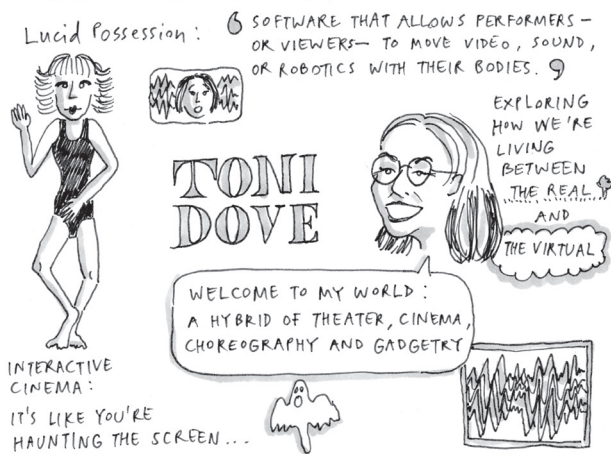 Lucid Possession:
SOFTWARE THAT ALLOWS PERFORMERS –
OR VIEWERS – TO MOVE VIDEO, SOUND,
OR ROBOTICS WITH THEIR BODIES.
EXPLORING
HOW WE'RE
LIVING
BETWEEN
THE REAL
AND
THE VIRTUAL
TONI
DOVE
WELCOME TO MY WORLD:
A HYBRID OF THEATER, CINEMA,
CHOREOGRAPHY AND GADGETRY
INTERACTIVE
CINEMA:
IT'S LIKE YOU'RE
HAUNTING THE SCREEN...